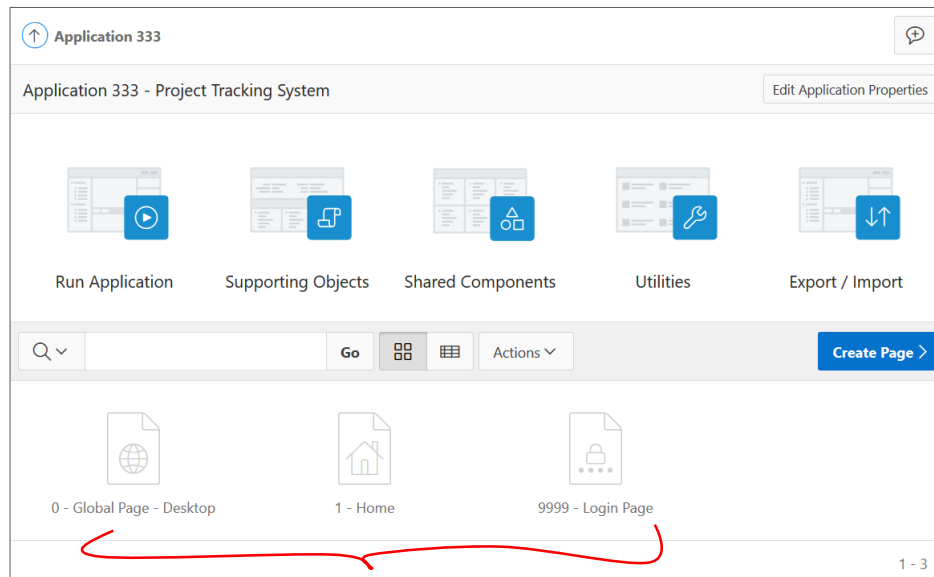 Application 333
Application 333 - Project Tracking System
Edit Application Properties
Run Application
Supporting Objects
Shared Components
Utilities
Export / Import
Go
Actions
Create Page
0 - Global Page - Desktop
1 - Home
9999 - Login Page
1 - 3